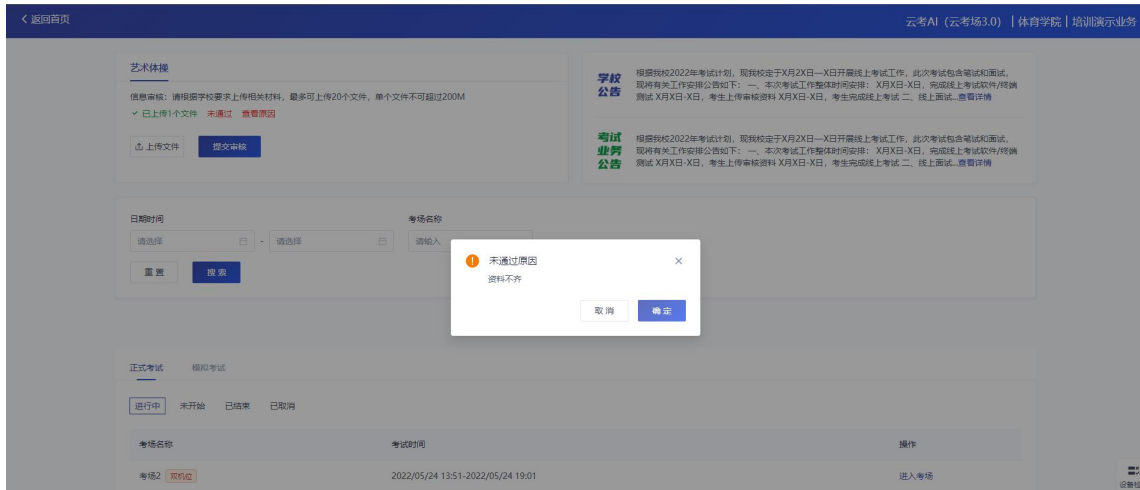 返回首页
云考AI（云考场3.0） | 体育学院 | 培训演示业务
艺术体操
信息审核：请根据学校要求上传相关材料，最多可上传20个文件，单个文件不可超过200M
已上传1个文件 未通过 查看原因
上传文件 提交审核
学校
公告
根据我校2022年考试计划，现我校定于X月2X日—X日开展线上考试工作，此次考试包含笔试和面试，
现将有关工作安排公告如下：一、本次考试工作整体时间安排： X月X日-X日，完成线上考试软件/终端
测试 X月X日-X日，考生上传审核资料 X月X日-X日，考生完成线上考试 二、线上面试...查看详情
考试
业务
公告
根据我校2022年考试计划，现我校定于X月2X日—X日开展线上考试工作，此次考试包含笔试和面试，
现将有关工作安排公告如下：一、本次考试工作整体时间安排： X月X日-X日，完成线上考试软件/终端
测试 X月X日-X日，考生上传审核资料 X月X日-X日，考生完成线上考试 二、线上面试...查看详情
日期时间 考场名称
请选择 - 请选择 请输入
重置 搜索
未通过原因
资料不齐
取消 确定
正式考试 模拟考试
进行中 未开始 已结束 已取消
考场名称 考试时间 操作
考场2 双机位 2022/05/24 13:51-2022/05/24 19:01 进入考场